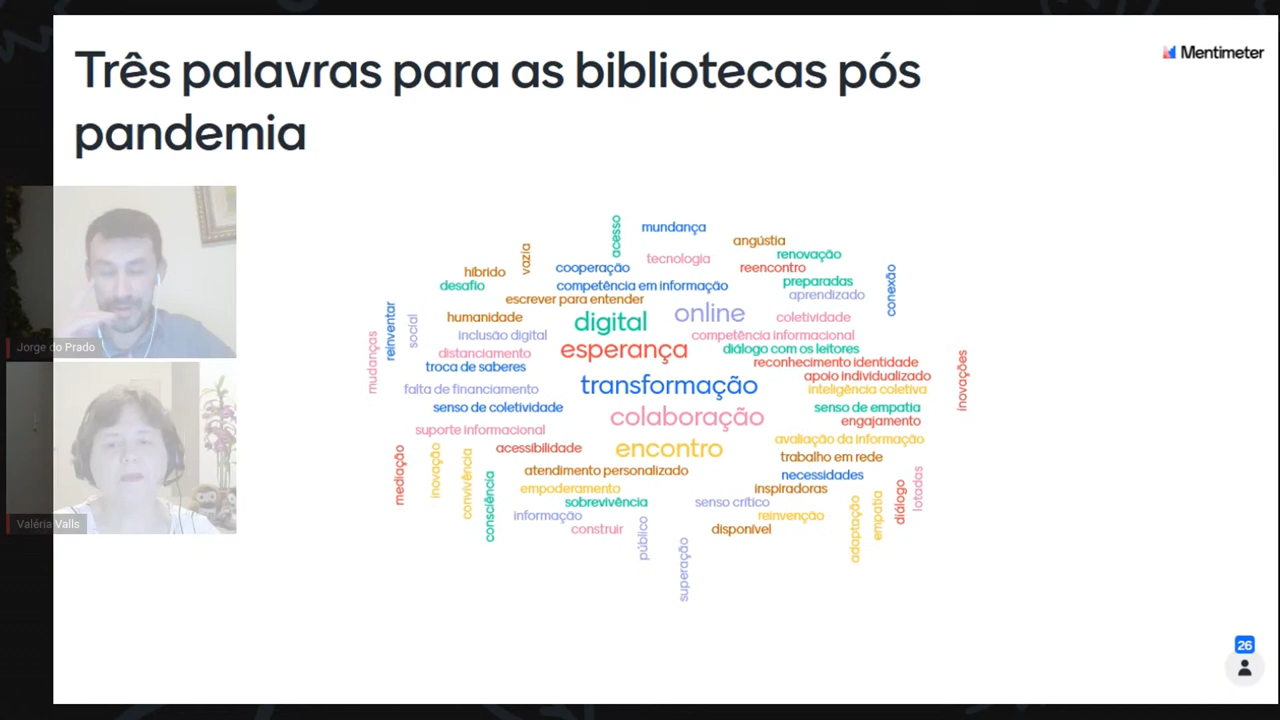 Três palavras para as bibliotecas pós
pandemia
Mentimeter
Jorge do Prado
Valéria Valls
acesso
mundança
angústia
vazia
tecnologia
renovação
híbrido
cooperação
reencontro
conexão
desafio
competência em informação
preparadas
aprendizado
escrever para entender
reinventar
social
humanidade
digital
online
coletividade
mudanças
inclusão digital
competência informacional
distanciamento
esperança
diálogo com os leitores
troca de saberes
reconhecimento identidade
inovações
apoio individualizado
falta de financiamento
transformação
inteligência coletiva
senso de coletividade
colaboração
senso de empatia
engajamento
suporte informacional
avaliação da informação
acessibilidade
encontro
trabalho em rede
mediação
inovação
convivência
consciência
atendimento personalizado
necessidades
empoderamento
inspiradoras
diálogo
lotadas
sobrevivência
senso crítico
adaptação
empatia
informação
reinvenção
construir
público
disponível
superação
26